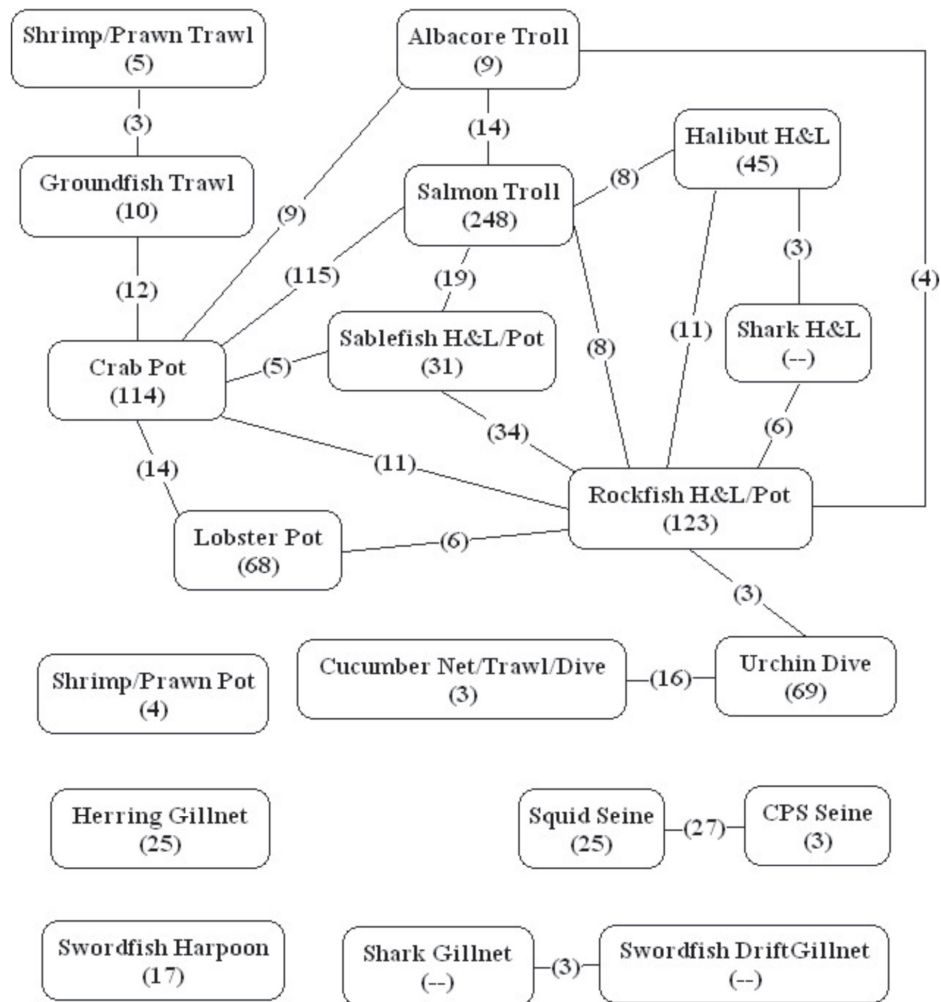 Shrimp/Prawn Trawl
(5)
Albacore Troll
(9)
(3)
(14)
Halibut H&L
(45)
Groundfish Trawl
(10)
Salmon Troll
(248)
(8)
(9)
(3)
(12)
(115)
(19)
(4)
Crab Pot
(114)
(5)
Sablefish H&L/Pot
(31)
(8)
(11)
Shark H&L
(--)
(34)
(6)
(14)
(11)
Rockfish H&L/Pot
(123)
Lobster Pot
(68)
(6)
(3)
Shrimp/Prawn Pot
(4)
Cucumber Net/Trawl/Dive
(3)
(16)
Urchin Dive
(69)
Herring Gillnet
(25)
Squid Seine
(25)
(27)
CPS Seine
(3)
Swordfish Harpoon
(17)
Shark Gillnet
(--)
(3)
Swordfish DriftGillnet
(--)